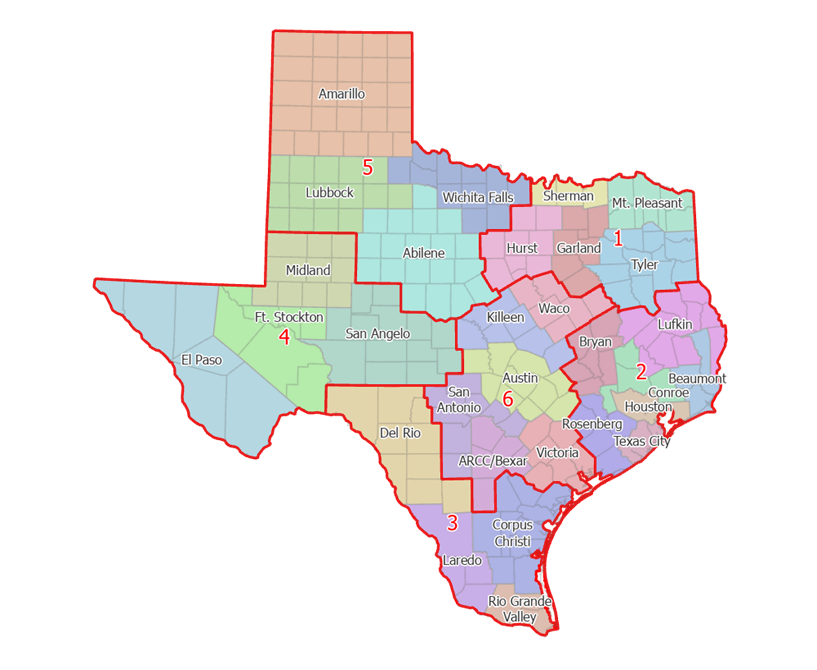 Amarillo
5
Lubbock
Wichita Falls
Sherman
Mt. Pleasant
Abilene
Hurst
Garland
1
Tyler
Midland
Ft. Stockton
4
San Angelo
Killeen
Waco
Lufkin
El Paso
Bryan
2
Austin
6
Beaumont
Conroe
Houston
San
Antonio
Rosenberg
Del Rio
Texas City
ARCC/Bexar
Victoria
3
Corpus
Christi
Laredo
Rio Grande
Valley